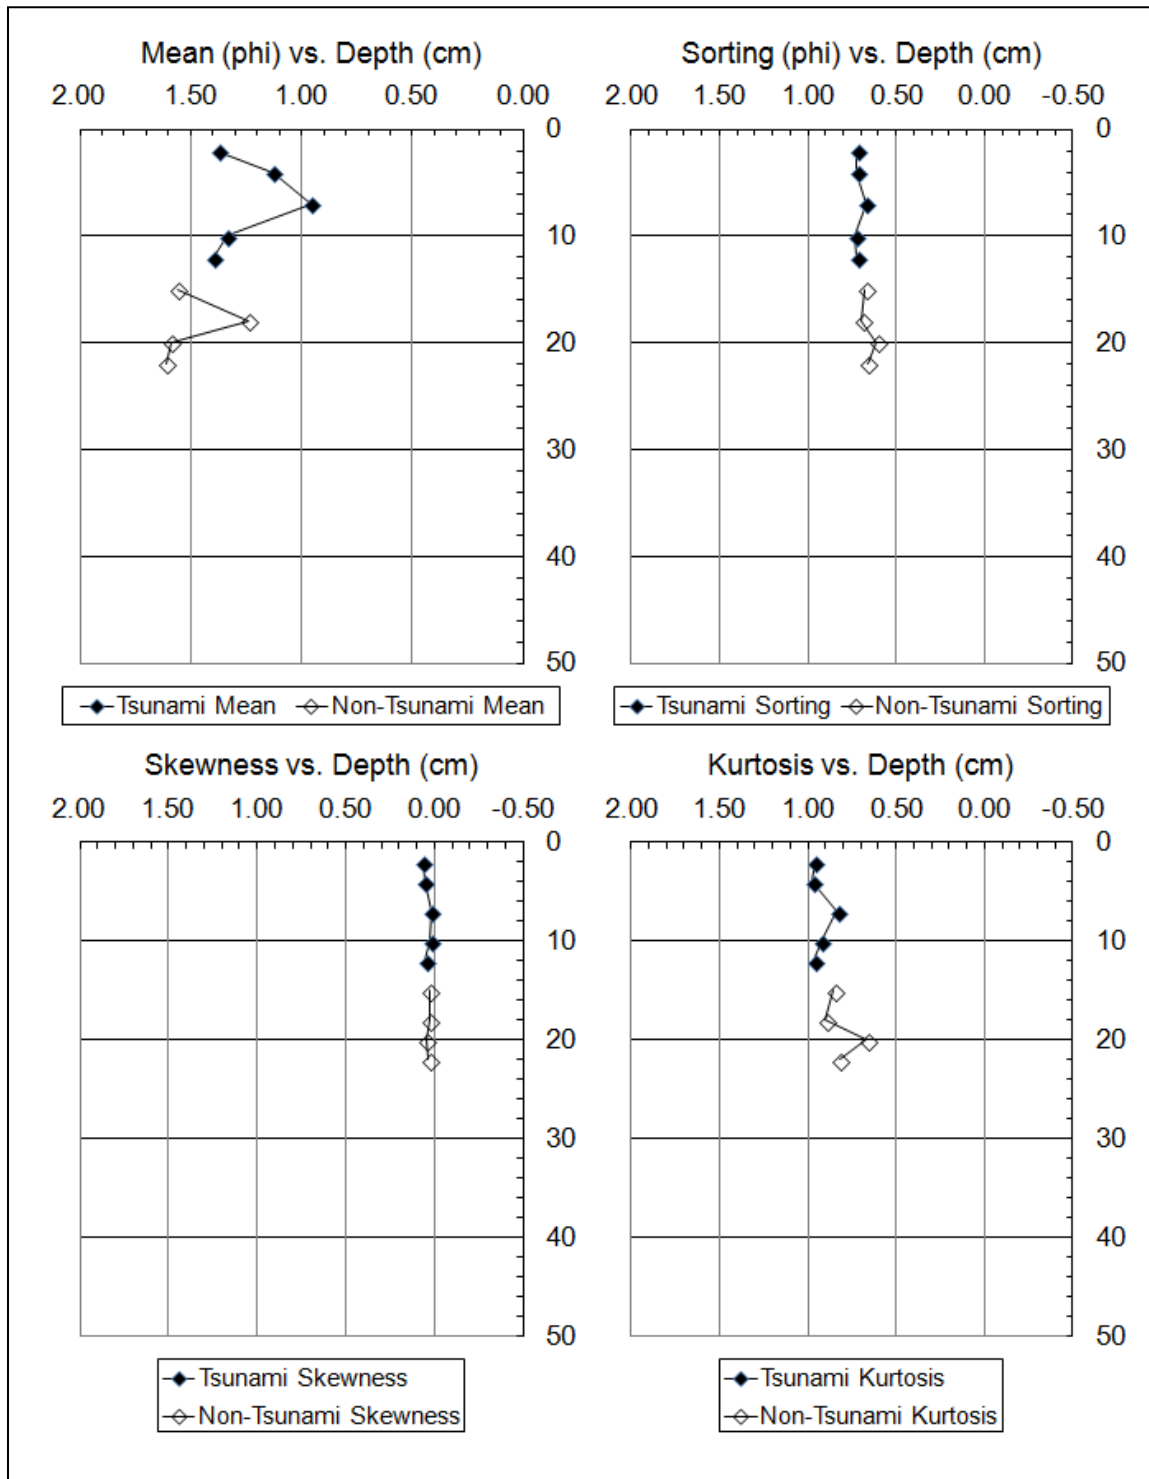 Mean (phi) vs. Depth (cm)
2.00 1.50 1.00 0.50 0.00
0
10
20
30
40
50
Tsunami Mean Non-Tsunami Mean
Sorting (phi) vs. Depth (cm)
2.00 1.50 1.00 0.50 0.00 -0.50
0
10
20
30
40
50
Tsunami Sorting Non-Tsunami Sorting
Skewness vs. Depth (cm)
2.00 1.50 1.00 0.50 0.00 -0.50
0
10
20
30
40
50
Tsunami Skewness
Non-Tsunami Skewness
Kurtosis vs. Depth (cm)
2.00 1.50 1.00 0.50 0.00 -0.50
0
10
20
30
40
50
Tsunami Kurtosis
Non-Tsunami Kurtosis